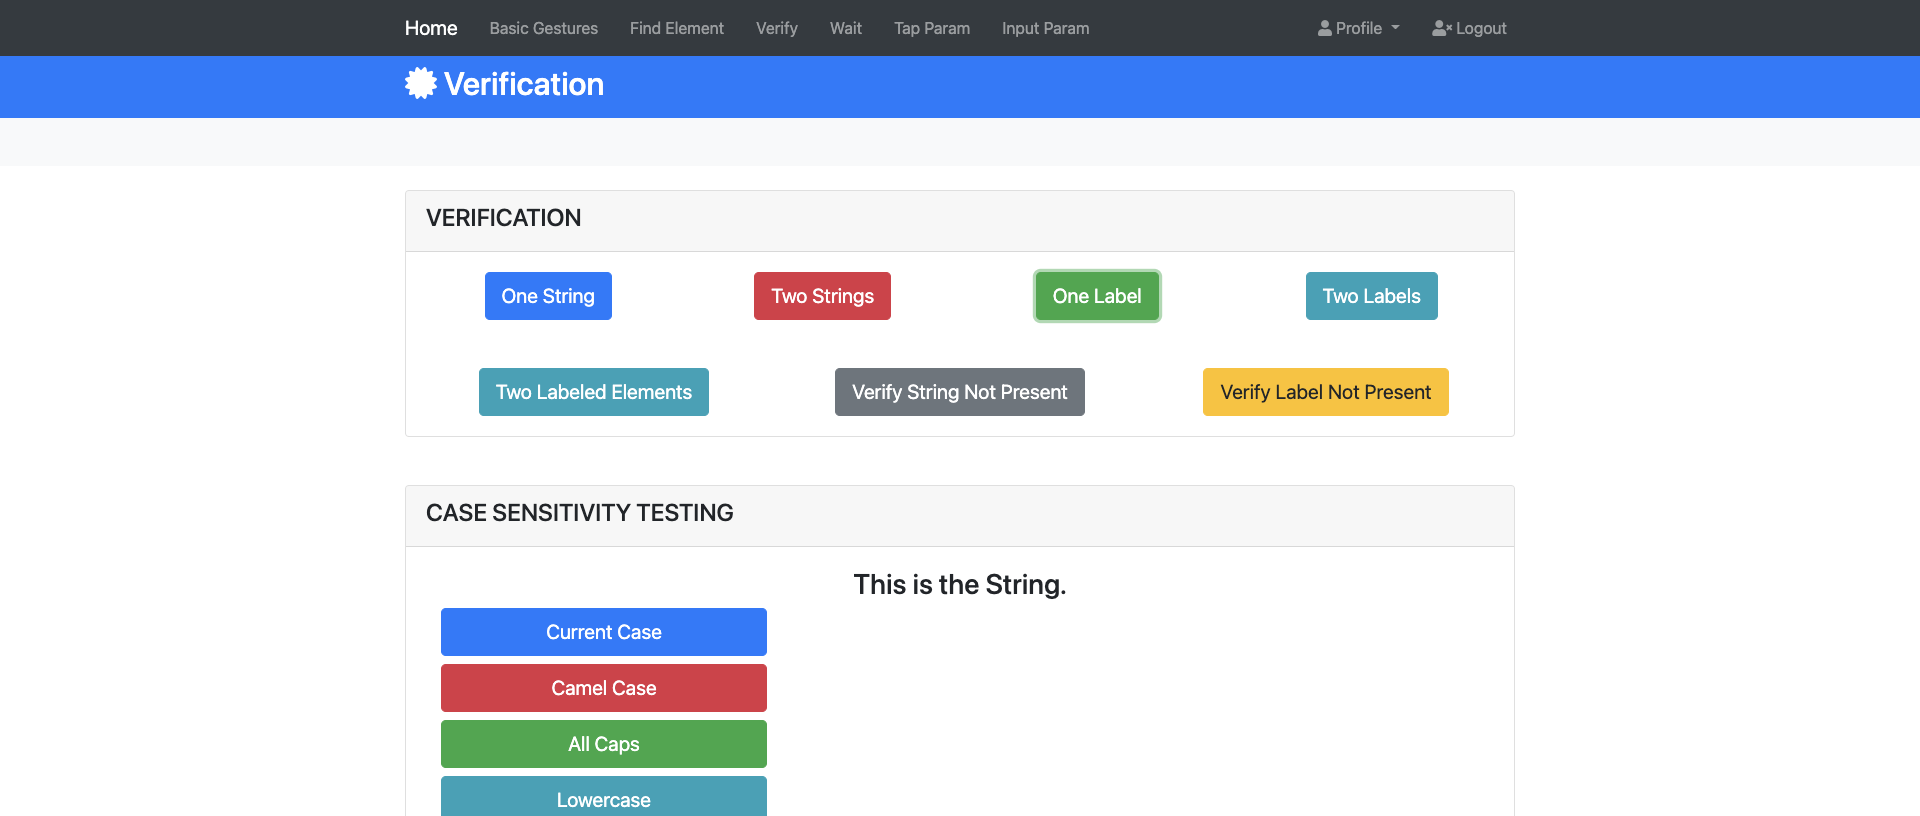 Home Basic Gestures Find Element Verify Wait Tap Param Input Param Profile Logout
Verification
VERIFICATION
One String Two Strings One Label Two Labels
Two Labeled Elements Verify String Not Present Verify Label Not Present
CASE SENSITIVITY TESTING
This is the String.
Current Case
Camel Case
All Caps
Lowercase